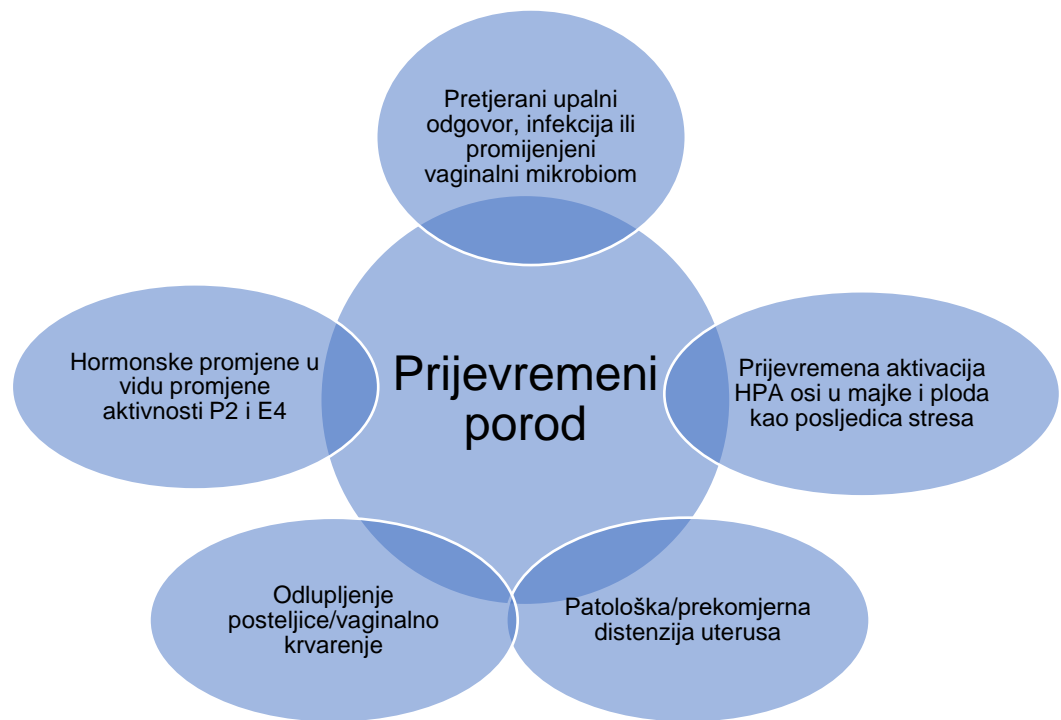 Pretjerani upalni
odgovor, infekcija ili
promijenjeni
vaginalni mikrobiom
Hormonske promjene u
vidu promjene
aktivnosti P2 i E4
Prijevremeni
porod
Prijevremena aktivacija
HPA osi u majke i ploda
kao posljedica stresa
Odlupljenje
posteljice/vaginalno
krvarenje
Patološka/prekomjerna
distenzija uterusa